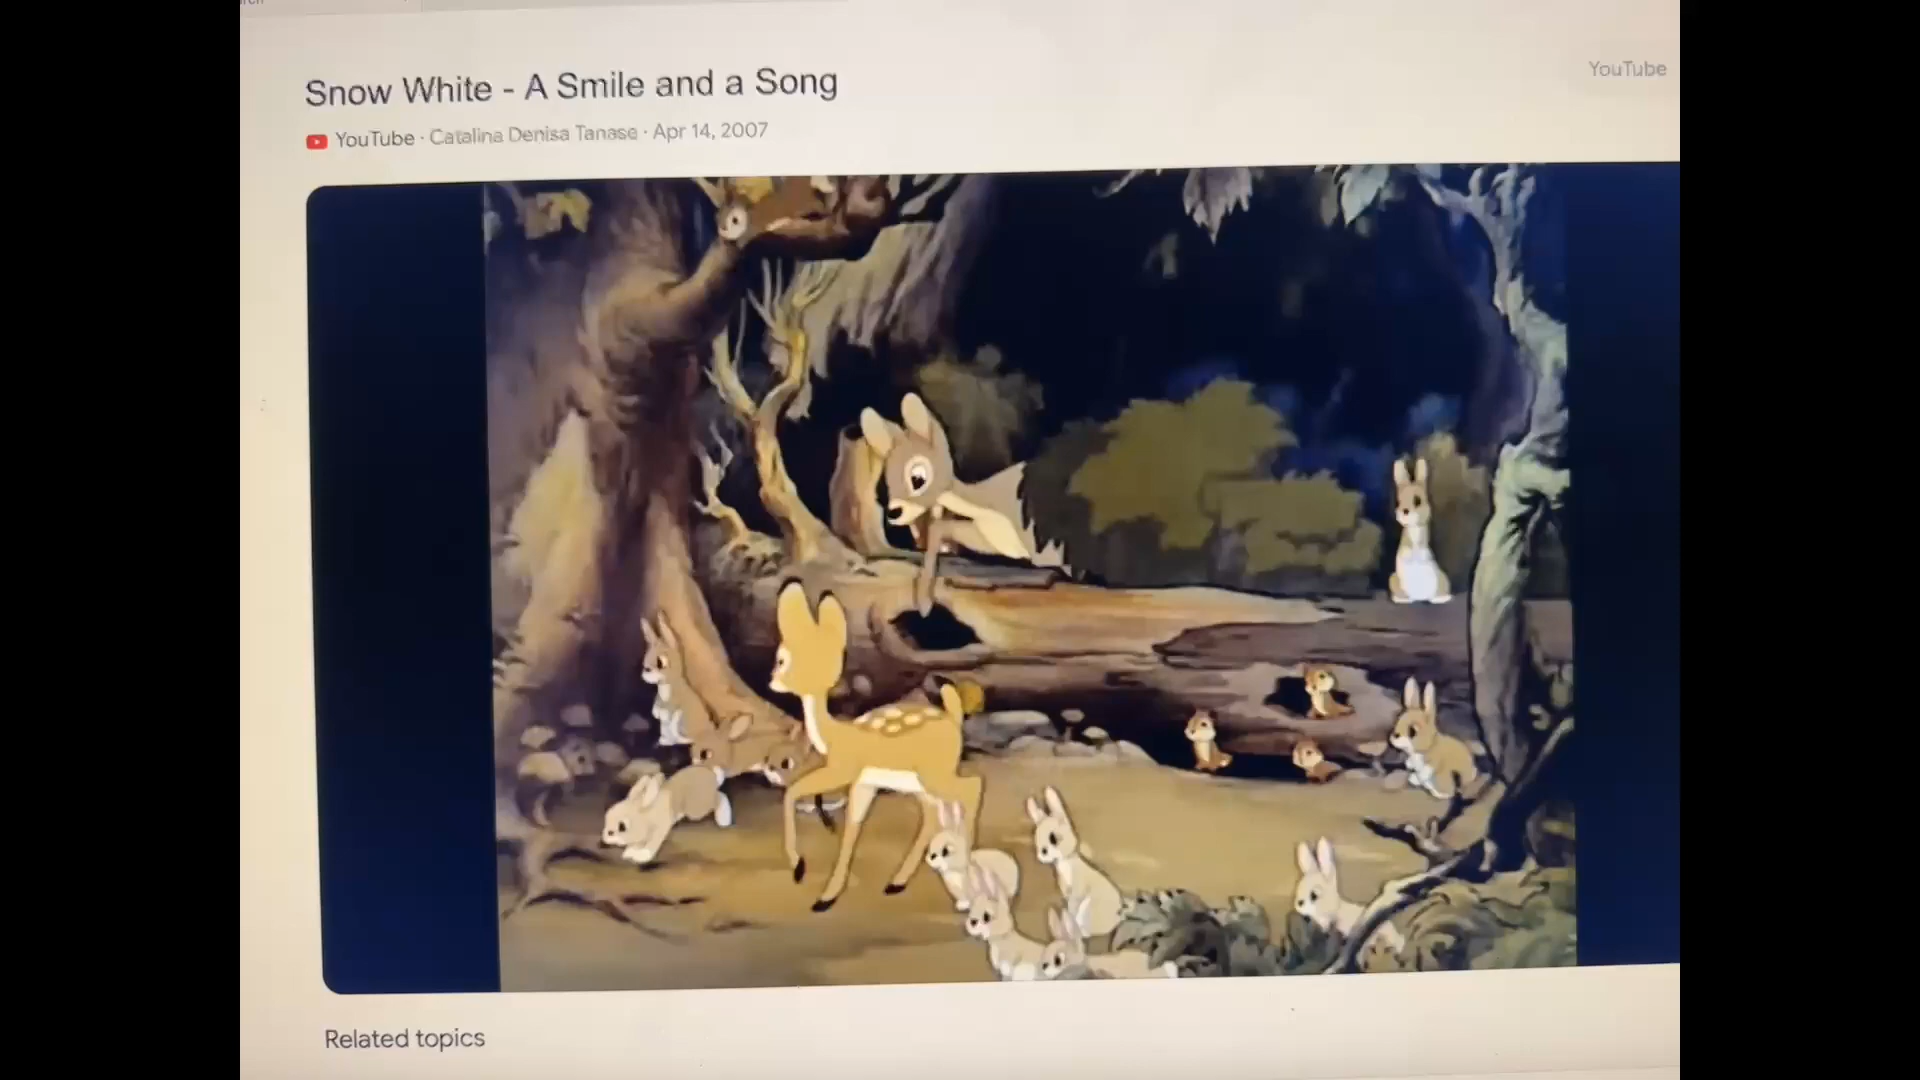 Snow White - A Smile and a Song
YouTube
YouTube · Catalina Denisa Tanase · Apr 14, 2007
Related topics